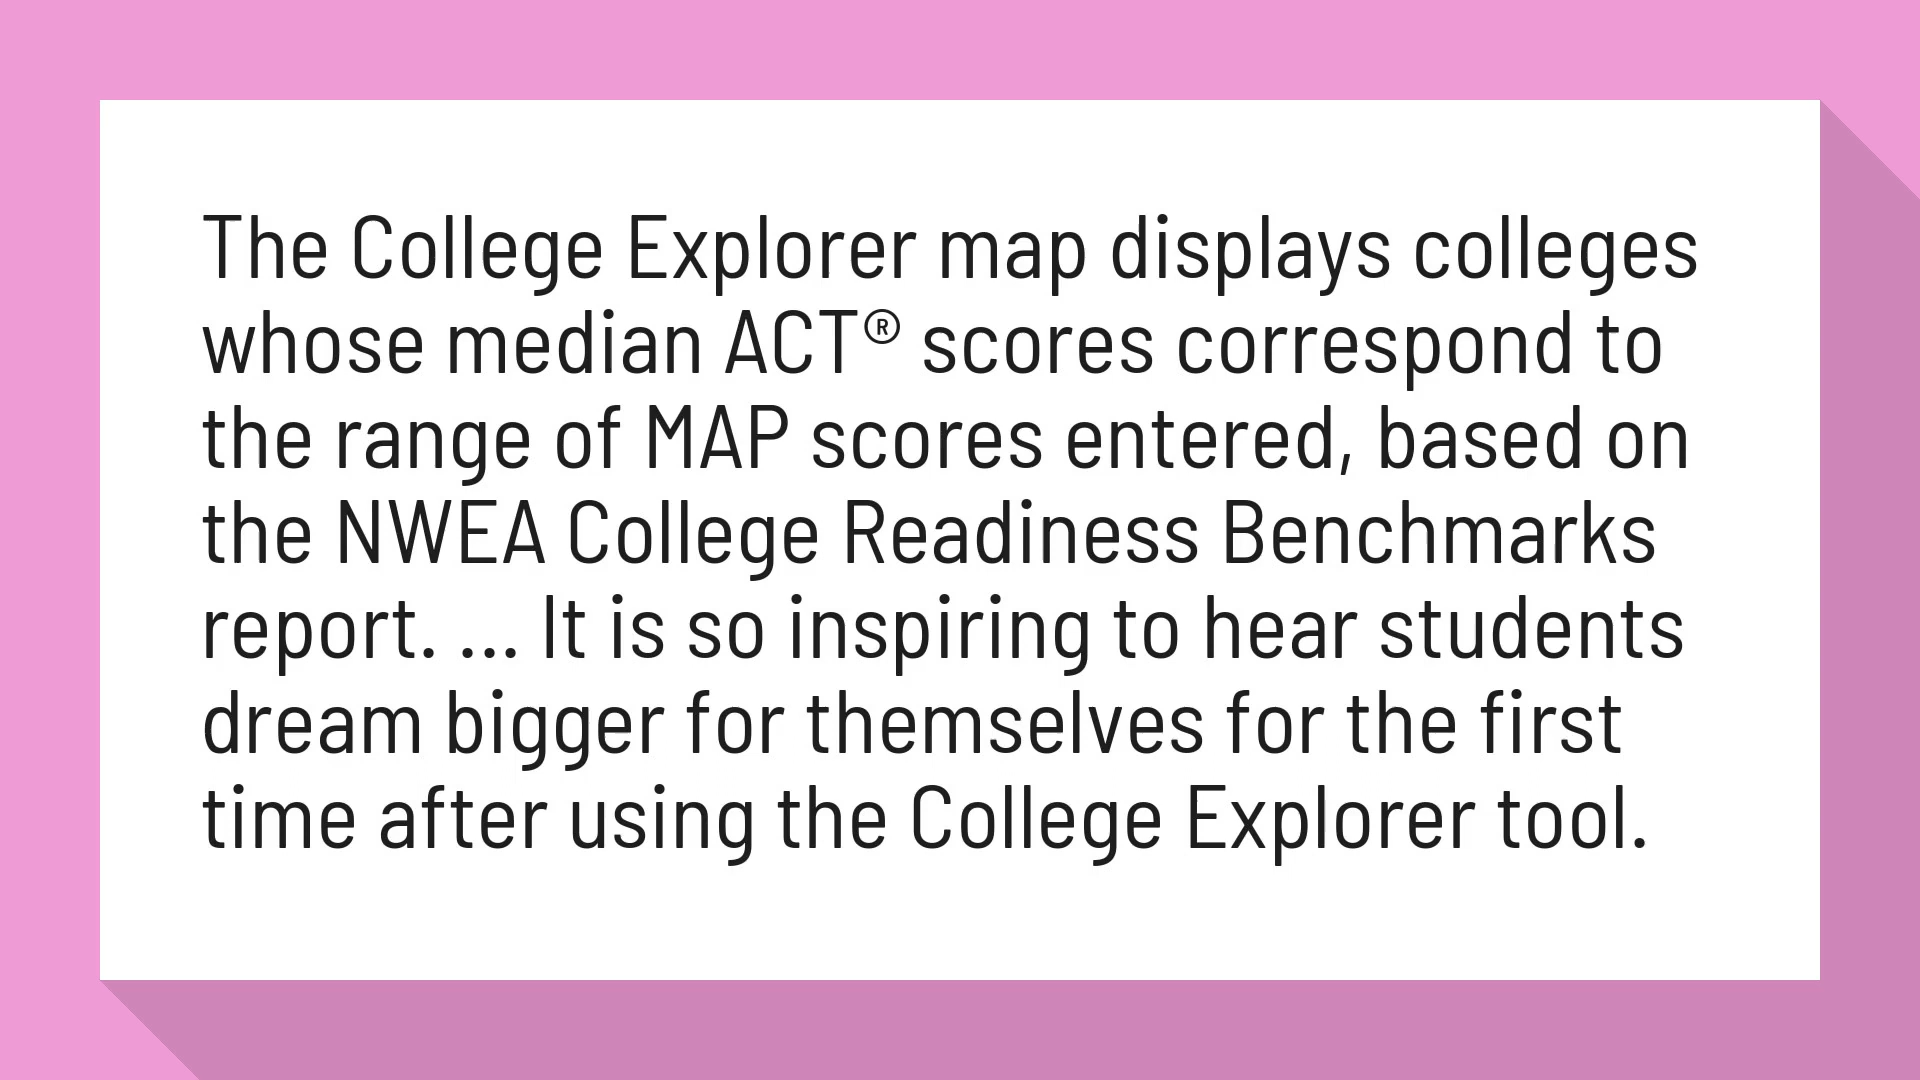 The College Explorer map displays colleges
whose median ACT® scores correspond to
the range of MAP scores entered, based on
the NWEA College Readiness Benchmarks
report. ... It is so inspiring to hear students
dream bigger for themselves for the first
time after using the College Explorer tool.